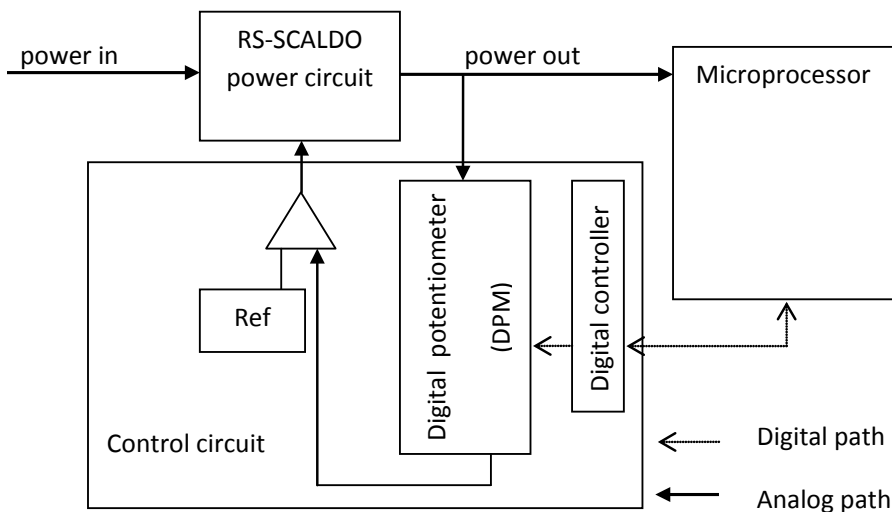 power in
RS-SCALDO
power circuit
power out
Microprocessor
Ref
Digital potentiometer
(DPM)
Digital controller
Control circuit
Digital path
Analog path